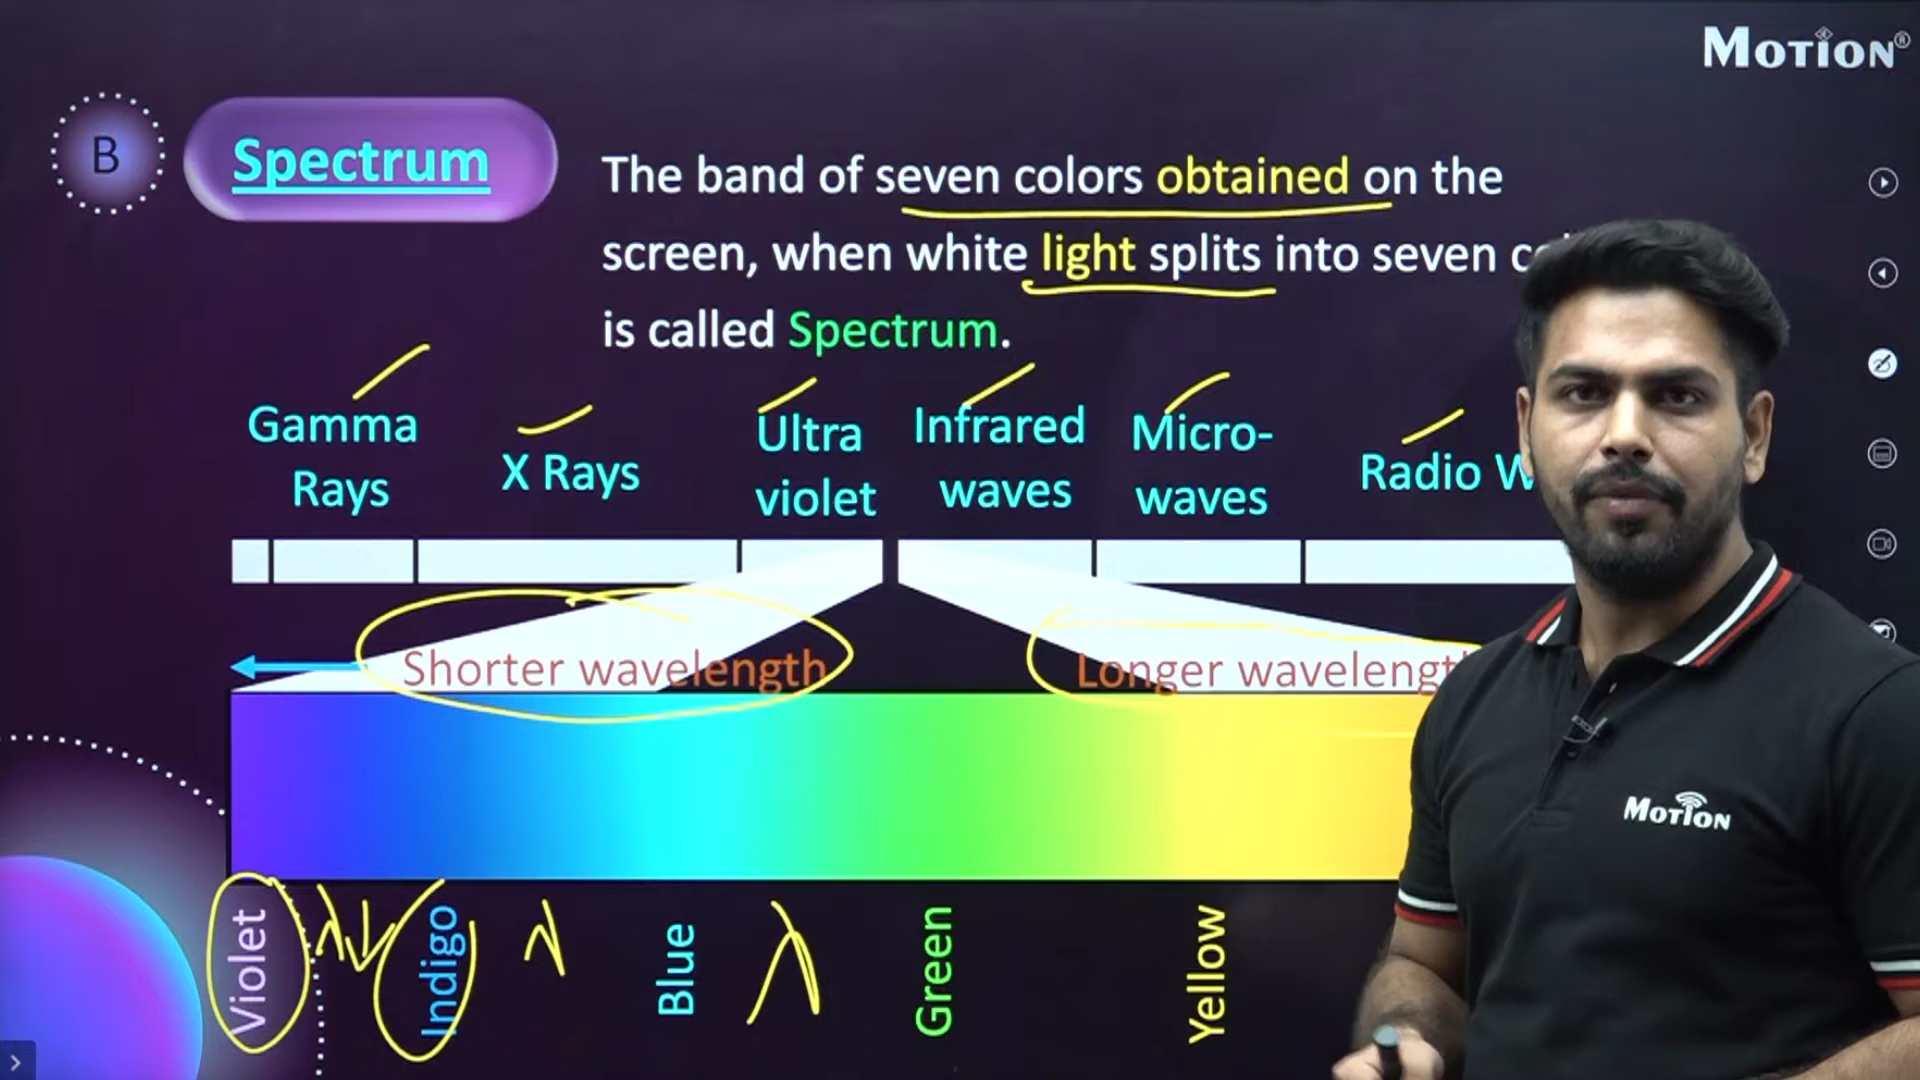 MOTION®
B
Spectrum
The band of seven colors obtained on the
screen, when white light splits into seven
is called Spectrum.
Gamma
Rays
X Rays
Ultra
violet
Infrared
waves
Micro-
waves
Radio
Shorter wavelength
Longer wavelength
Violet
λ↓
Indigo
λ
Blue
λ
Green
Yellow
MOTION